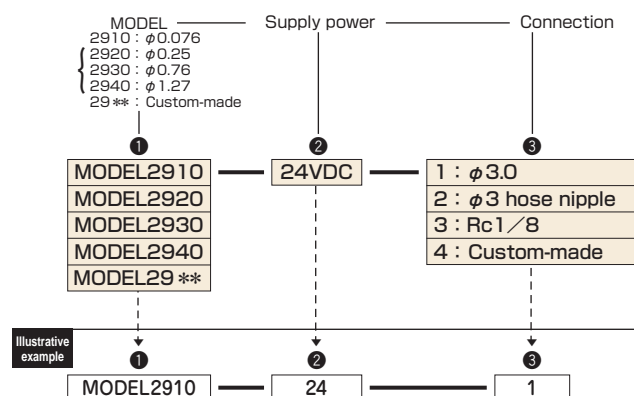 MODEL Supply power Connection
2910 : φ0.076
2920 : φ0.25
2930 : φ0.76
2940 : φ1.27
29** : Custom-made
❶ ❷ ❸
MODEL2910 24VDC 1 : φ3.0
MODEL2920 2 : φ3 hose nipple
MODEL2930 3 : Rc1／8
MODEL2940 4 : Custom-made
MODEL29**
Illustrative
example
❶ ❷ ❸
MODEL2910 24 1